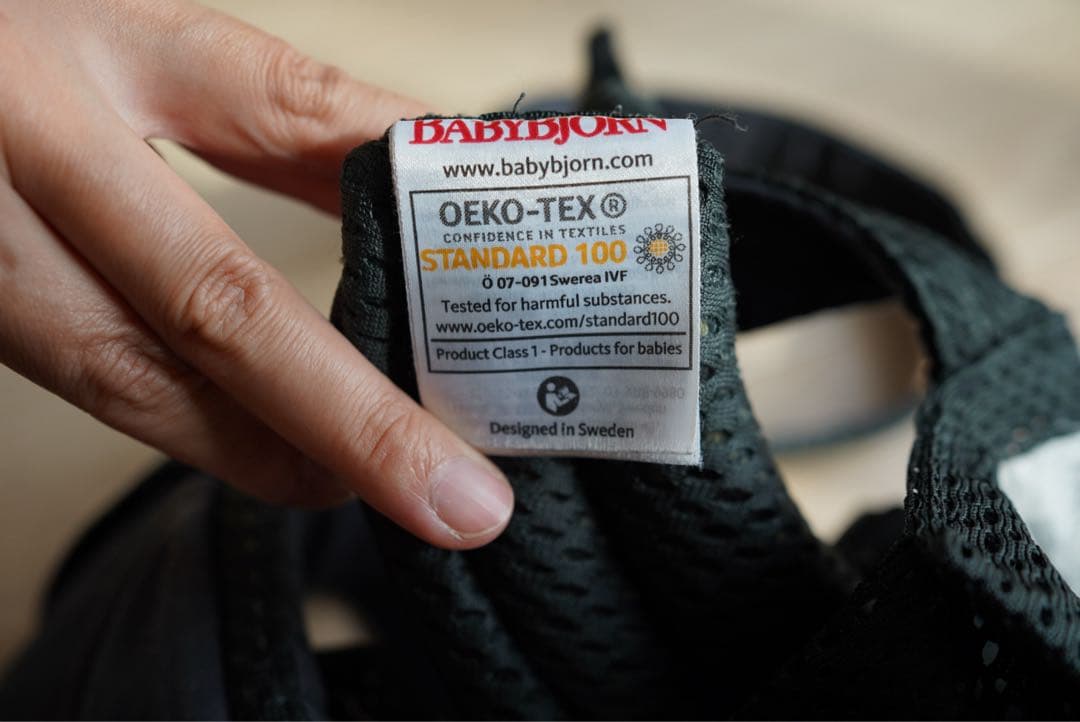 BABYBJÖRN
www.babybjorn.com
OEKO-TEX®
CONFIDENCE IN TEXTILES
STANDARD 100
Ö 07-091 Swerea IVF
Tested for harmful substances.
www.oeko-tex.com/standard100
Product Class 1 - Products for babies
Designed in Sweden